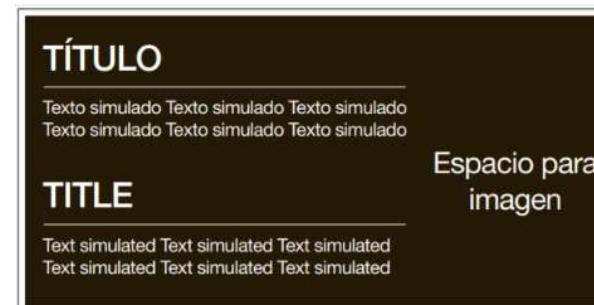 TÍTULO
Texto simulado Texto simulado Texto simulado
Texto simulado Texto simulado Texto simulado
TITLE
Text simulated Text simulated Text simulated
Text simulated Text simulated Text simulated
Espacio para
imagen